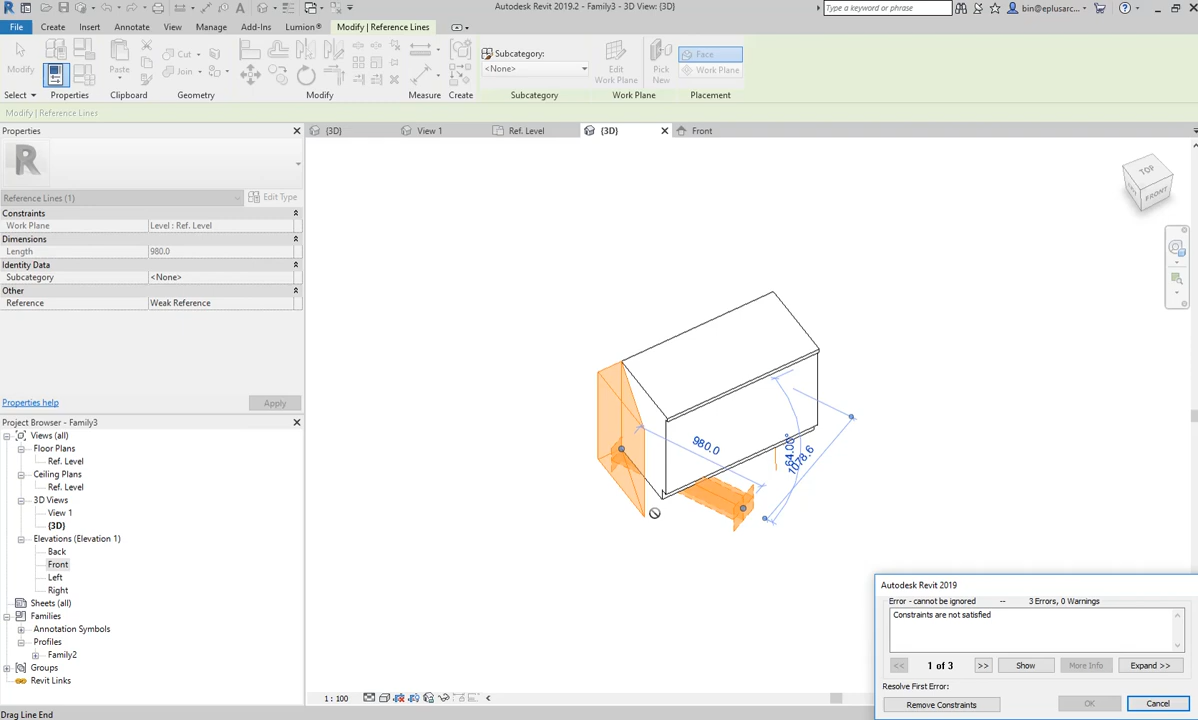 Autodesk Revit 2019.2 - Family3 - 3D View: {3D}
Type a keyword or phrase
bin@eplusarc...
File Create Insert Annotate View Manage Add-Ins Lumion® Modify | Reference Lines
Modify
Paste
Cut
Join
Subcategory:
<None>
Edit
Work Plane
Pick
New
Face
Work Plane
Select Properties Clipboard Geometry Modify Measure Create Subcategory Work Plane Placement
Modify | Reference Lines
Properties
{3D} View 1 Ref. Level {3D} Front
Reference Lines (1)
Edit Type
Constraints
Work Plane Level : Ref. Level
Dimensions
Length 980.0
Identity Data
Subcategory <None>
Other
Reference Weak Reference
Properties help
Apply
TOP
LEFT
FRONT
980.0
64.00°
1078.6
Project Browser - Family3
Views (all)
Floor Plans
Ref. Level
Ceiling Plans
Ref. Level
3D Views
View 1
{3D}
Elevations (Elevation 1)
Back
Front
Left
Right
Sheets (all)
Families
Annotation Symbols
Profiles
Family2
Groups
Revit Links
Autodesk Revit 2019
Error - cannot be ignored -- 3 Errors, 0 Warnings
Constraints are not satisfied
<< 1 of 3 >> Show More Info Expand >>
Resolve First Error:
Remove Constraints OK Cancel
1 : 100
Drag Line End